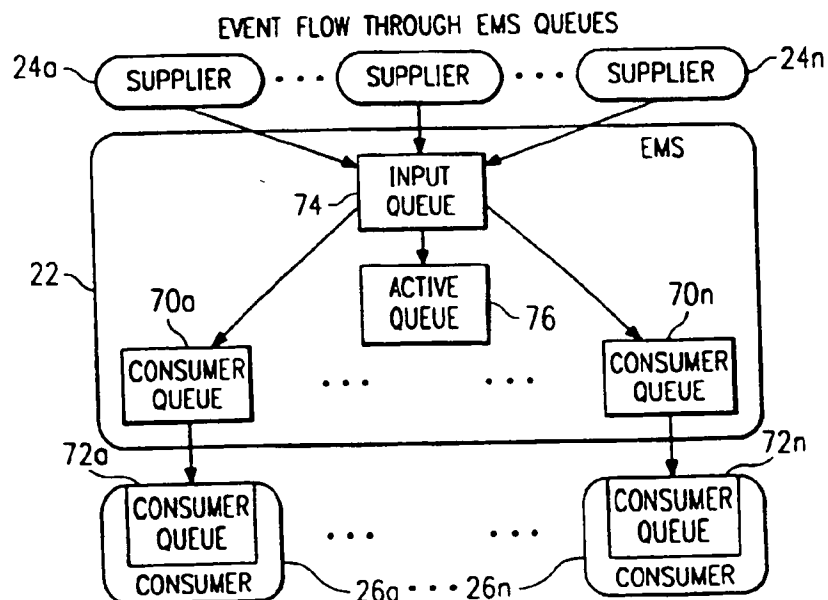 EVENT FLOW THROUGH EMS QUEUES
24a
SUPPLIER
• • •
SUPPLIER
• • •
SUPPLIER
24n
EMS
INPUT
QUEUE
74
22
ACTIVE
QUEUE
76
70a
CONSUMER
QUEUE
• • •
• • •
70n
CONSUMER
QUEUE
72a
CONSUMER
QUEUE
CONSUMER
26a
• • •
• • •
• • •
72n
CONSUMER
QUEUE
CONSUMER
26n